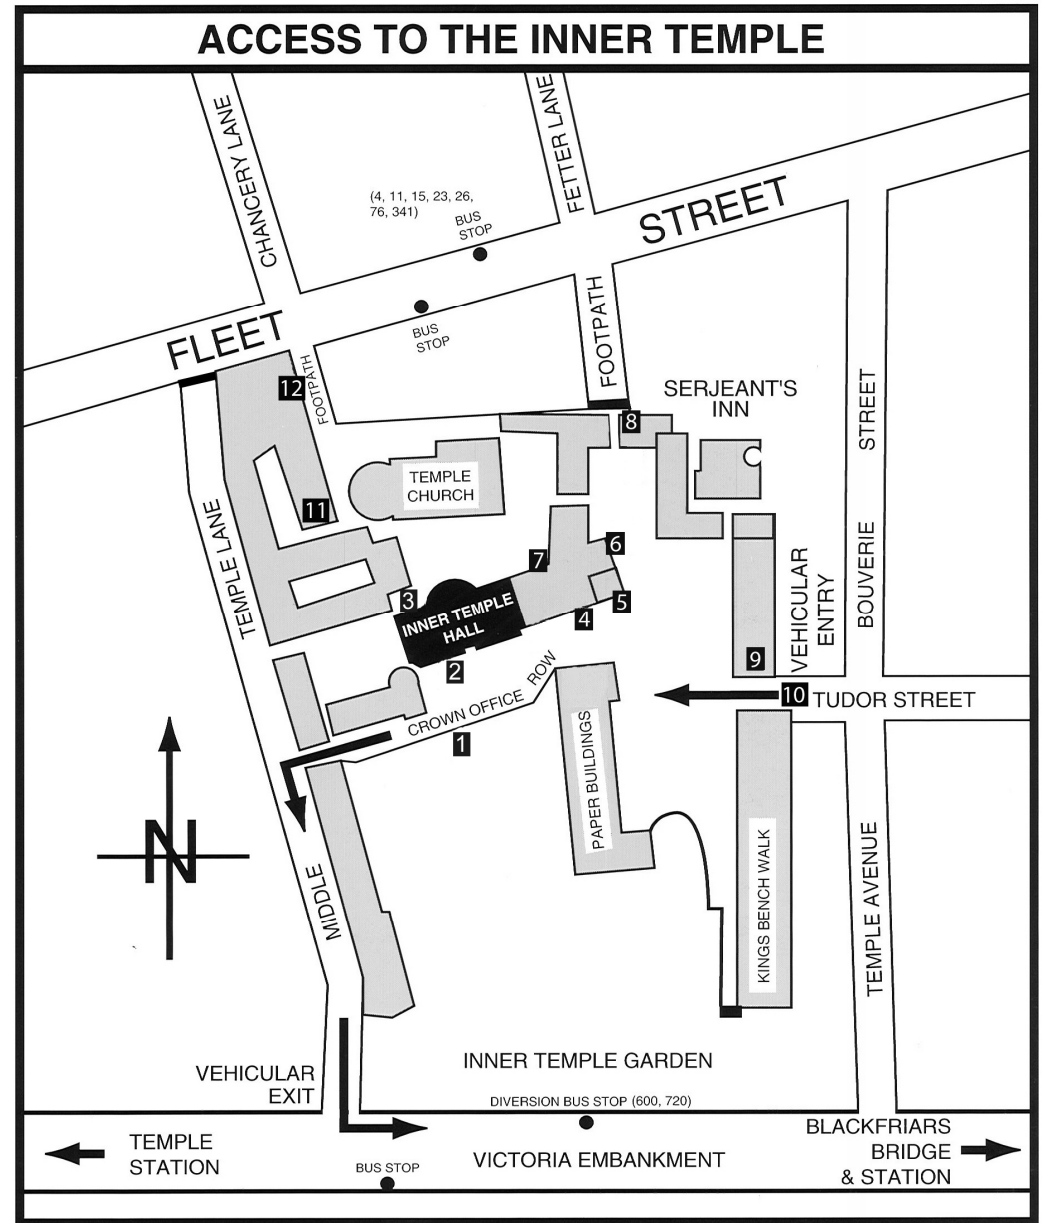 ACCESS TO THE INNER TEMPLE
CHANCERY LANE
FETTER LANE
(4, 11, 15, 23, 26,
76, 341)
BUS
STOP
STREET
FLEET
BUS
STOP
FOOTPATH
FOOTPATH
12
SERJEANT'S
INN
8
STREET
BOUVERIE
TEMPLE
CHURCH
11
TEMPLE LANE
6
7
3
INNER TEMPLE
HALL
5
4
2
VEHICULAR
ENTRY
9
10
TUDOR STREET
CROWN OFFICE ROW
1
PAPER BUILDINGS
N
MIDDLE
KINGS BENCH WALK
TEMPLE AVENUE
INNER TEMPLE GARDEN
VEHICULAR
EXIT
DIVERSION BUS STOP (600, 720)
TEMPLE
STATION
BUS STOP
VICTORIA EMBANKMENT
BLACKFRIARS
BRIDGE
& STATION